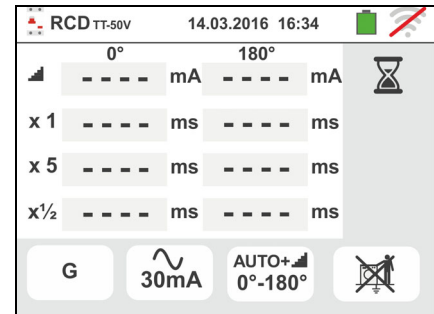 RCD TT-50V 14.03.2016 16:34
0° 180°
- - - - mA - - - - mA
x 1 - - - - ms - - - - ms
x 5 - - - - ms - - - - ms
x½ - - - - ms - - - - ms
G 30mA AUTO+ 0°-180°